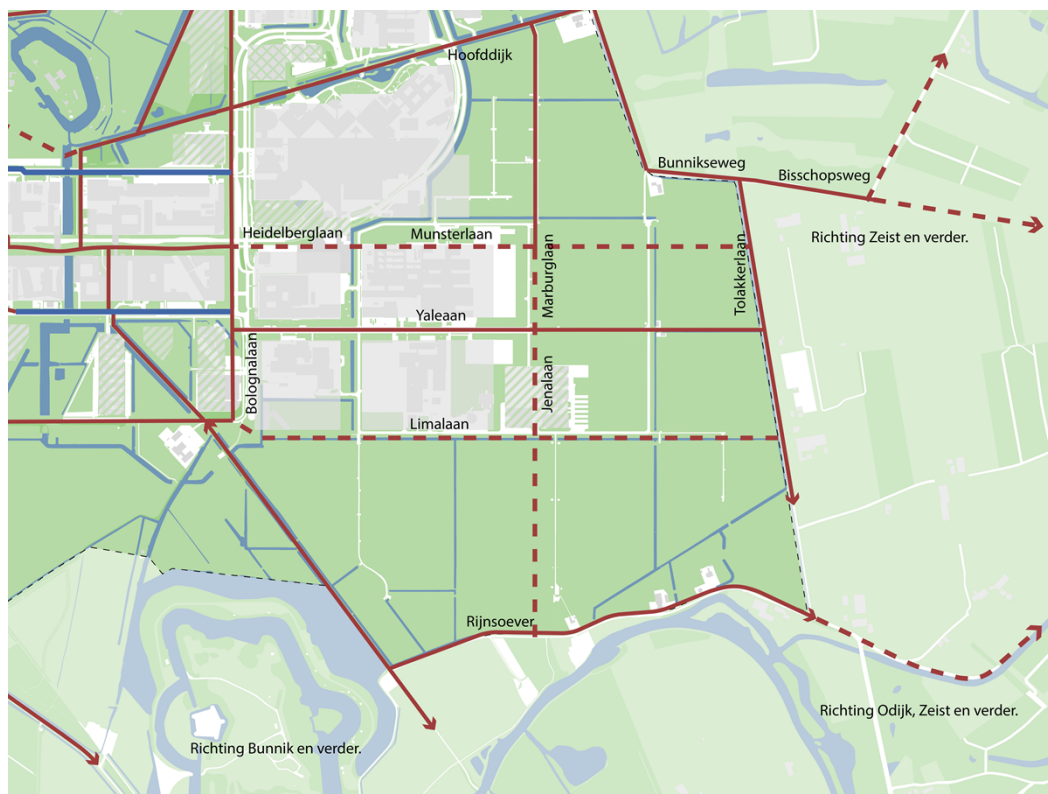 Hoofddijk
Bunnikseweg
Bisschopsweg
Heidelberglaan
Munsterlaan
Marburglaan
Tolakkerlaan
Richting Zeist en verder.
Yaleaan
Bolognalaan
Jenalaan
Limalaan
Rijnsoever
Richting Odijk, Zeist en verder.
Richting Bunnik en verder.